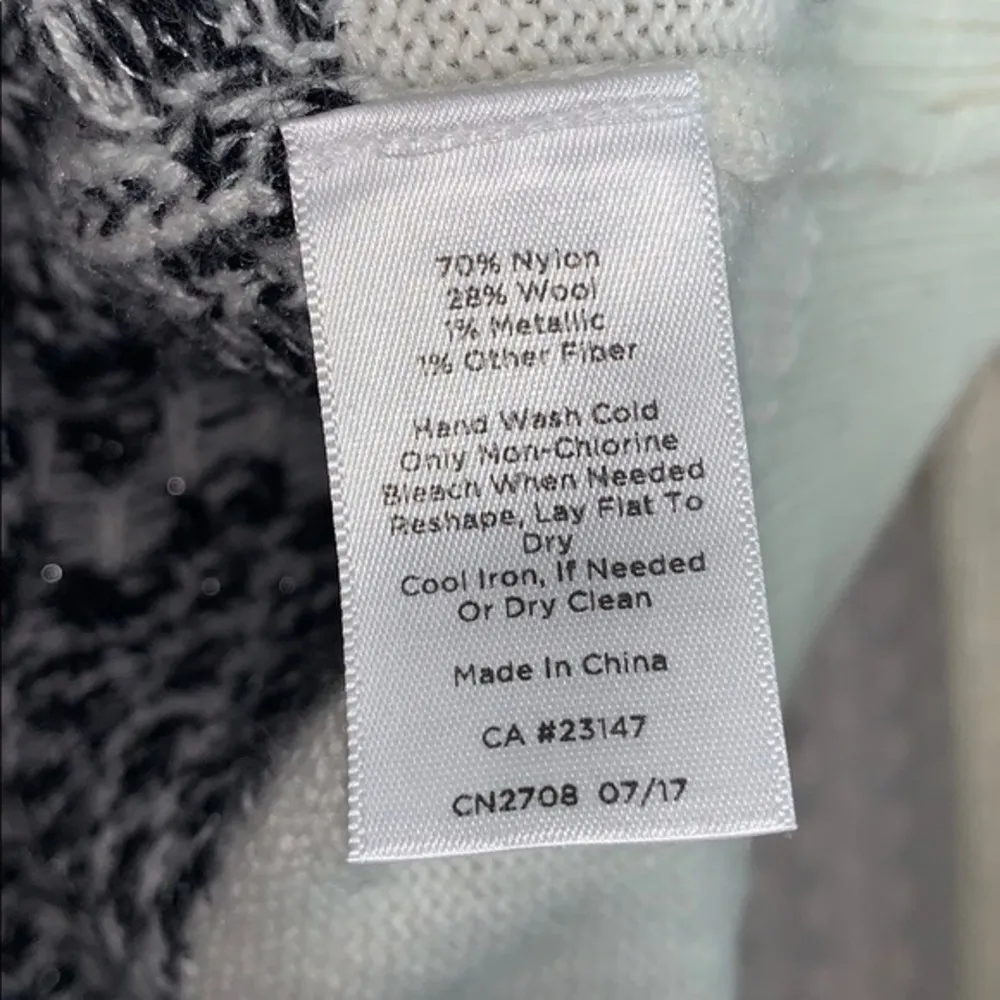 70% Nylon
28% Wool
1% Metallic
1% Other Fiber
Hand Wash Cold
Only Non-Chlorine
Bleach When Needed
Reshape, Lay Flat To
Dry
Cool Iron, If Needed
Or Dry Clean
Made In China
CA #23147
CN2708 07/17